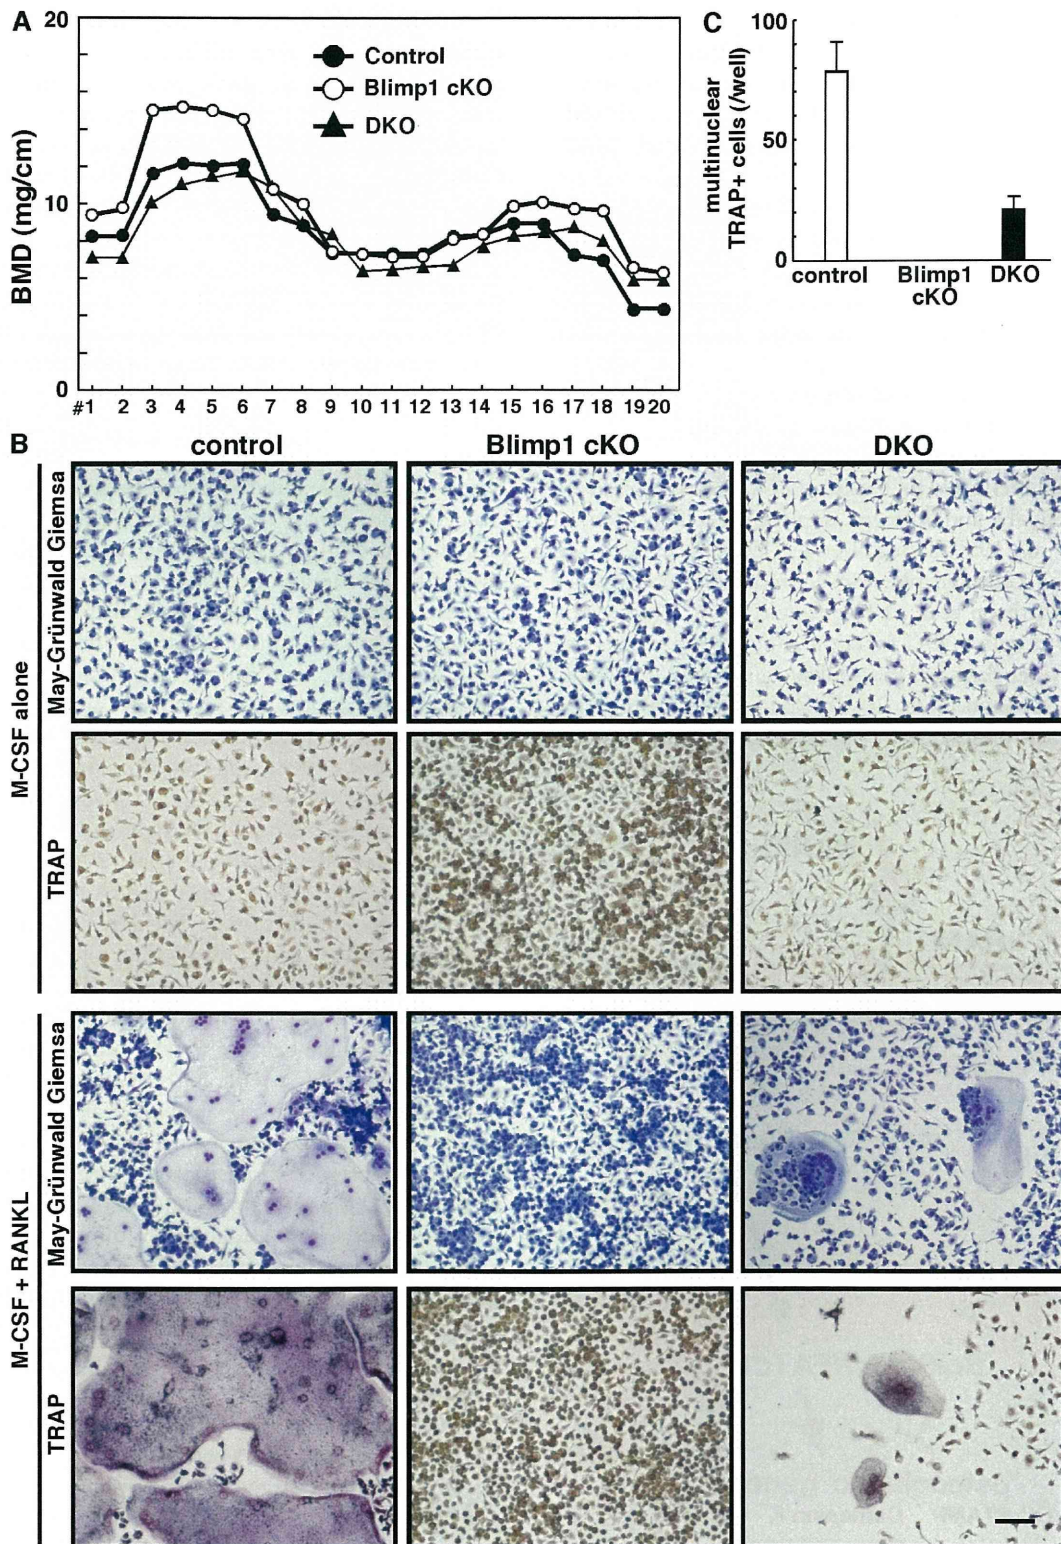 A
20
10
0
BMD (mg/cm)
Control
Blimp1 cKO
DKO
#1 2 3 4 5 6 7 8 9 10 11 12 13 14 15 16 17 18 19 20
C
100
50
0
multinuclear
TRAP+ cells (/well)
control
Blimp1
cKO
DKO
B
control
Blimp1 cKO
DKO
M-CSF alone
May-Grünwald Giemsa
TRAP
M-CSF + RANKL
May-Grünwald Giemsa
TRAP